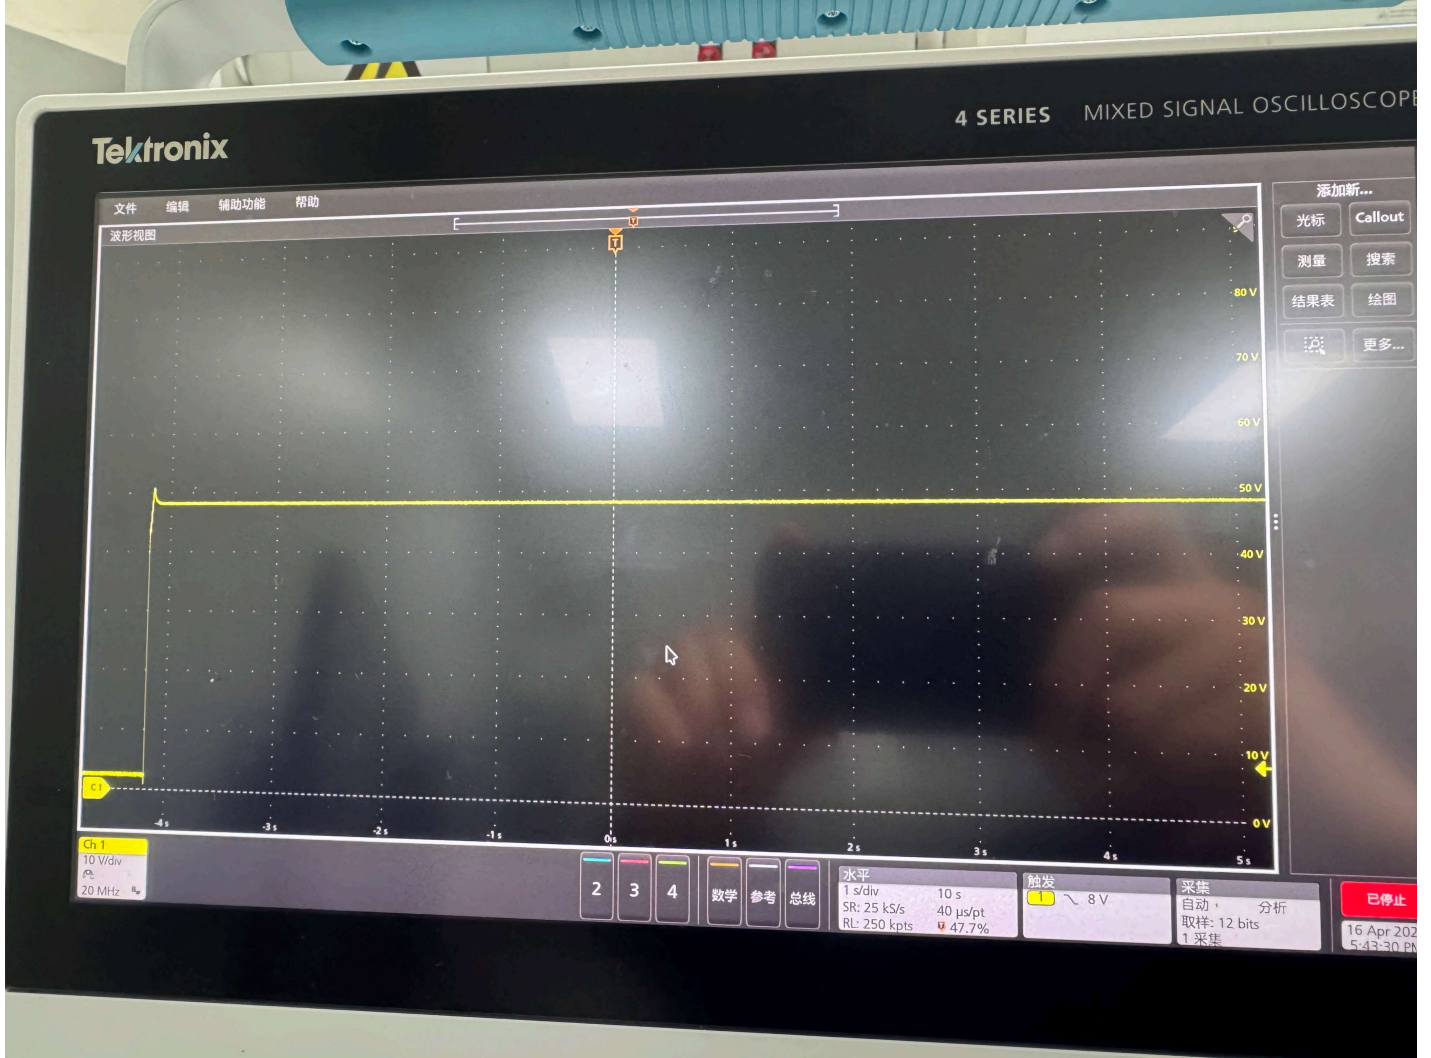 4 SERIES MIXED SIGNAL OSCILLOSCOPE
Tektronix
文件 编辑 辅助功能 帮助
波形视图
T
T
80 V
70 V
60 V
50 V
40 V
30 V
20 V
10 V
0 V
C1
-4 s -3 s -2 s -1 s 0 s 1 s 2 s 3 s 4 s 5 s
添加新...
光标 Callout
测量 搜索
结果表 绘图
更多...
Ch 1
10 V/div
20 MHz
2 3 4 数学 参考 总线
水平
1 s/div 10 s
SR: 25 kS/s 40 µs/pt
RL: 250 kpts 47.7%
触发
1 8 V
采集
自动, 分析
取样: 12 bits
1 采集
已停止
16 Apr 202
5:43:30 PM